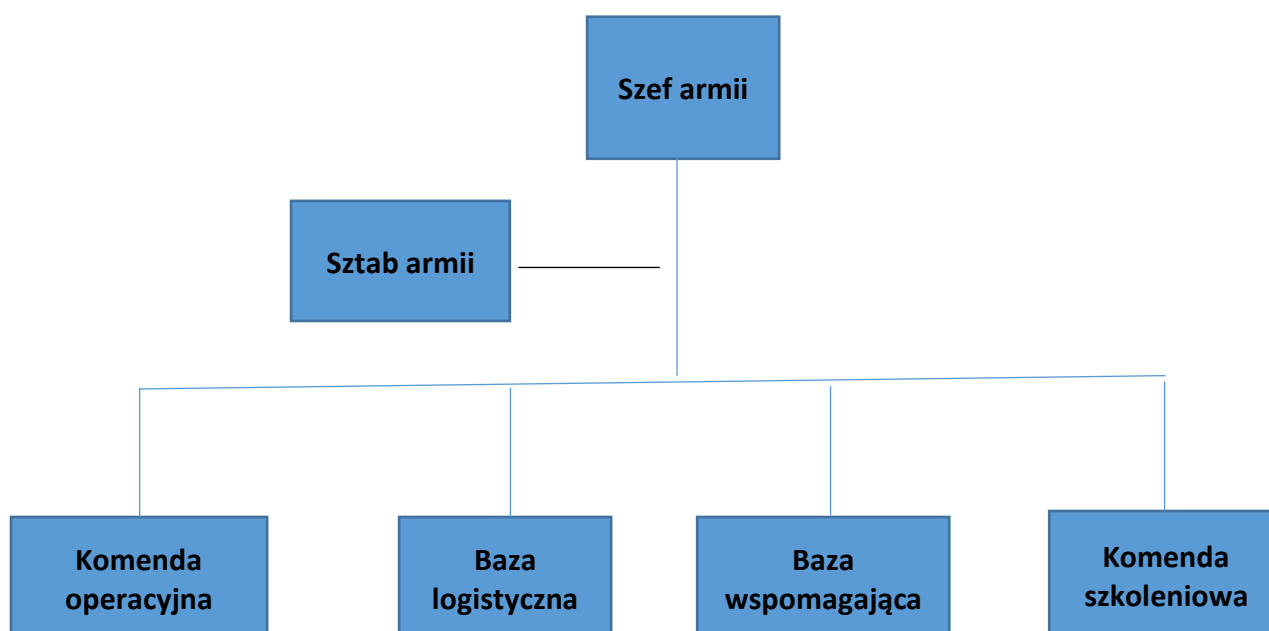 Szef armii
Sztab armii
Komenda
operacyjna
Baza
logistyczna
Baza
wspomagająca
Komenda
szkoleniowa